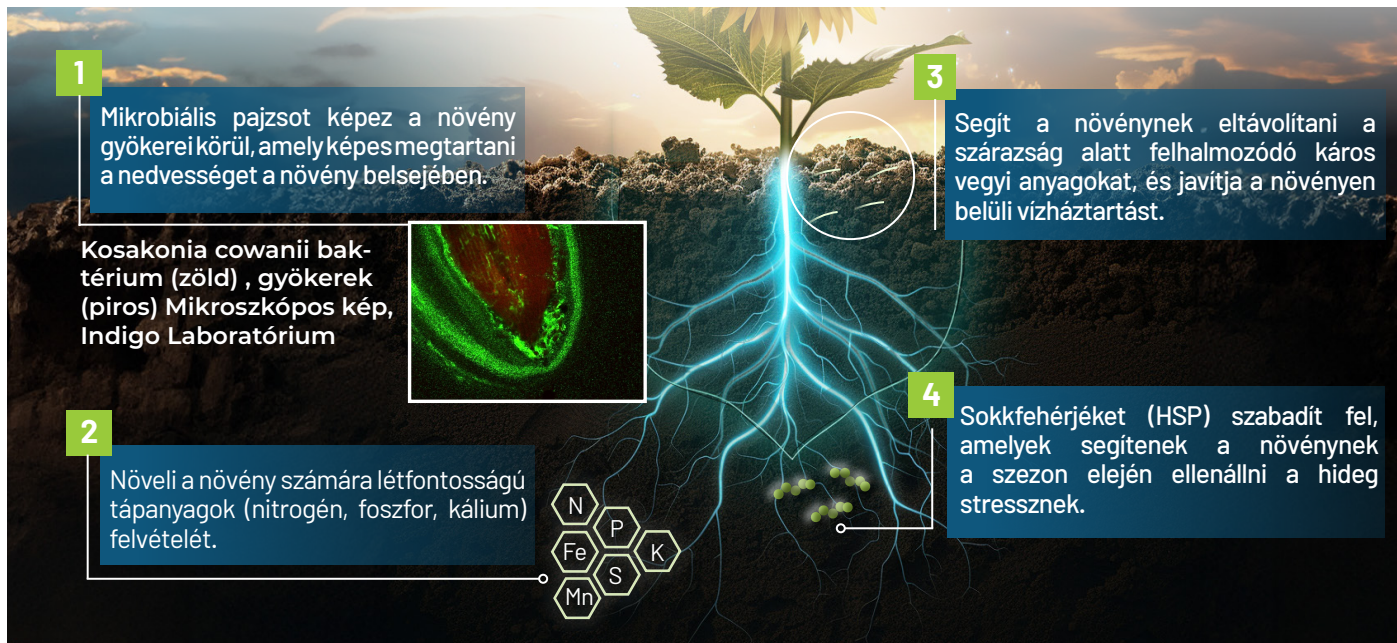 1
Mikrobiális pajzsot képez a növény
gyökerei körül, amely képes megtartani
a nedvességet a növény belsejében.
Kosakonia cowanii bak-
térium (zöld) , gyökerek
(piros) Mikroszkópos kép,
Indigo Laboratórium
2
Növeli a növény számára létfontosságú
tápanyagok (nitrogén, foszfor, kálium)
felvételét.
N
P
Fe
K
S
Mn
3
Segít a növénynek eltávolítani a
szárazság alatt felhalmozódó káros
vegyi anyagokat, és javítja a növényen
belüli vízháztartást.
4
Sokkfehérjéket (HSP) szabadít fel,
amelyek segítenek a növénynek
a szezon elején ellenállni a hideg
stressznek.